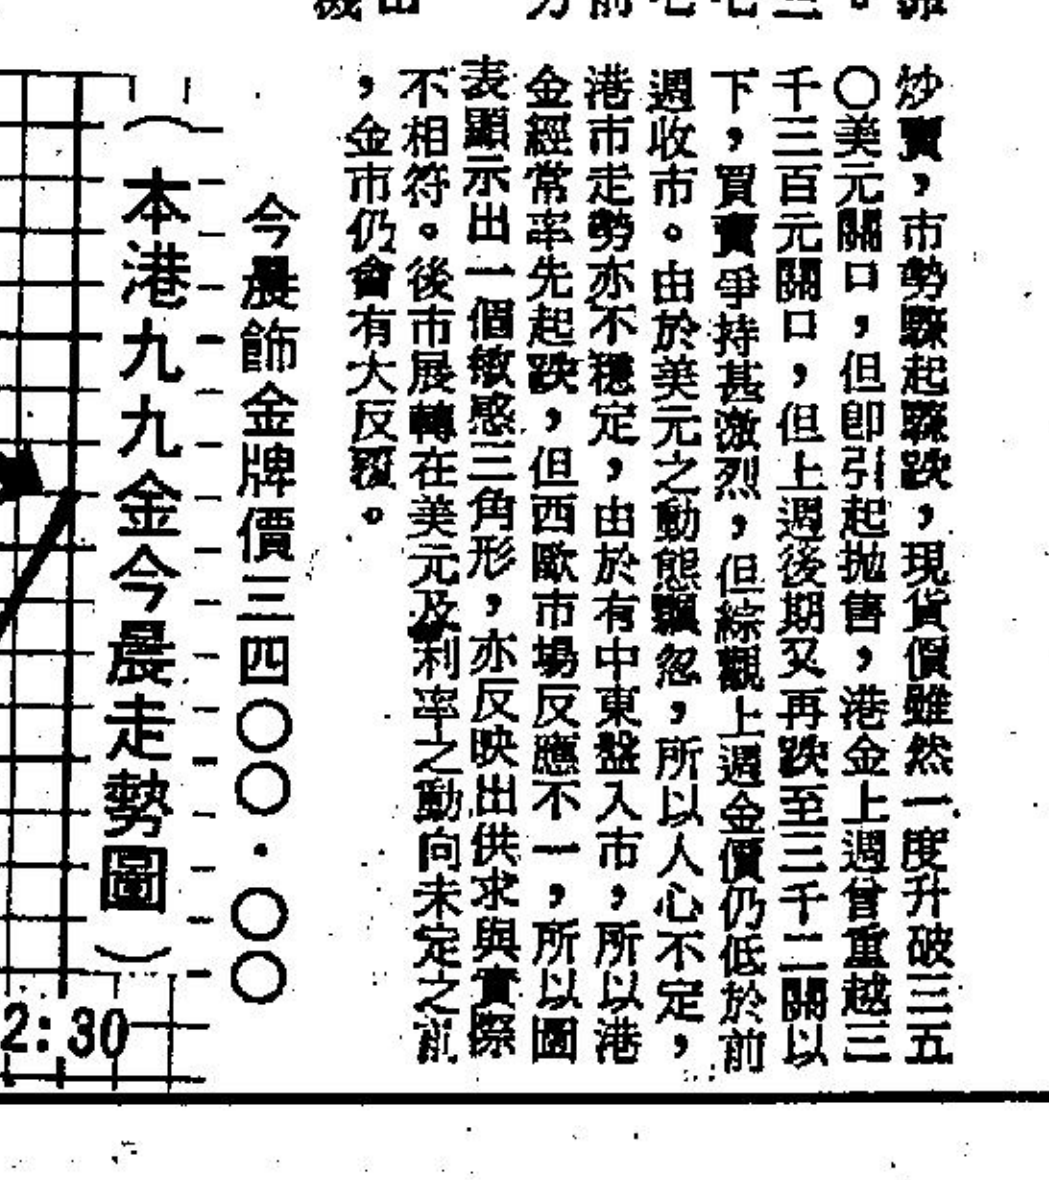 炒賣，市勢驟起驟跌，現貨價雖然一度升破三五
〇美元關口，但即引起拋售，港金上週曾重越三
千三百元關口，但上週後期又再跌至三千二關以
下，買賣爭持甚激烈，但綜觀上週金價仍低於前
週收市。由於美元之動態飄忽，所以人心不定，
港市走勢亦不穩定，由於有中東盤入市，所以港
金經常率先起跌，但西歐市場反應不一，所以圖
表顯示出一個敏感三角形，亦反映出供求與實際
不相符。後市展轉在美元及利率之動向未定之前
，金市仍會有大反覆。
今晨飾金牌價三四〇〇．〇〇
（本港九九金今晨走勢圖）
2:30